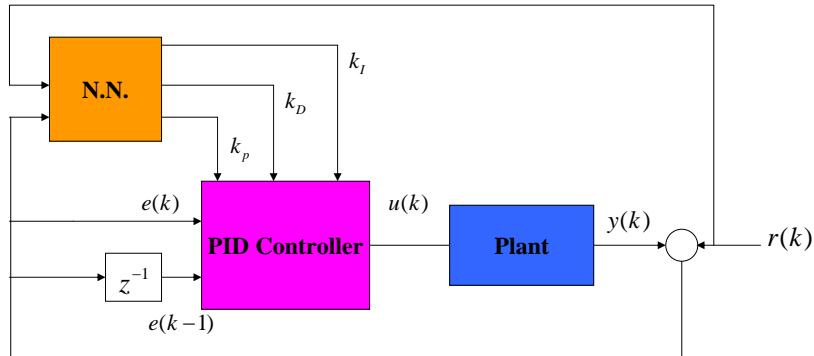 k_I
N.N.
k_D
k_p
e(k)
u(k)
y(k)
r(k)
PID Controller
Plant
z^{-1}
e(k-1)